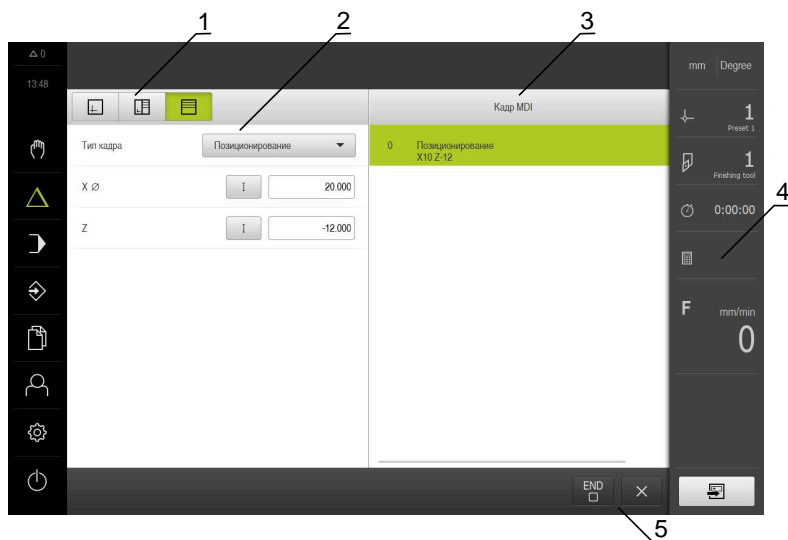 1
2
3
0
13:48
Кадр MDI
Тип кадра
Позиционирование
X ⌀
I
20.000
Z
I
-12.000
0 Позиционирование
X10 Z-12
mm
Degree
1
Preset 1
1
Finishing tool
0:00:00
4
F
mm/min
0
END
5